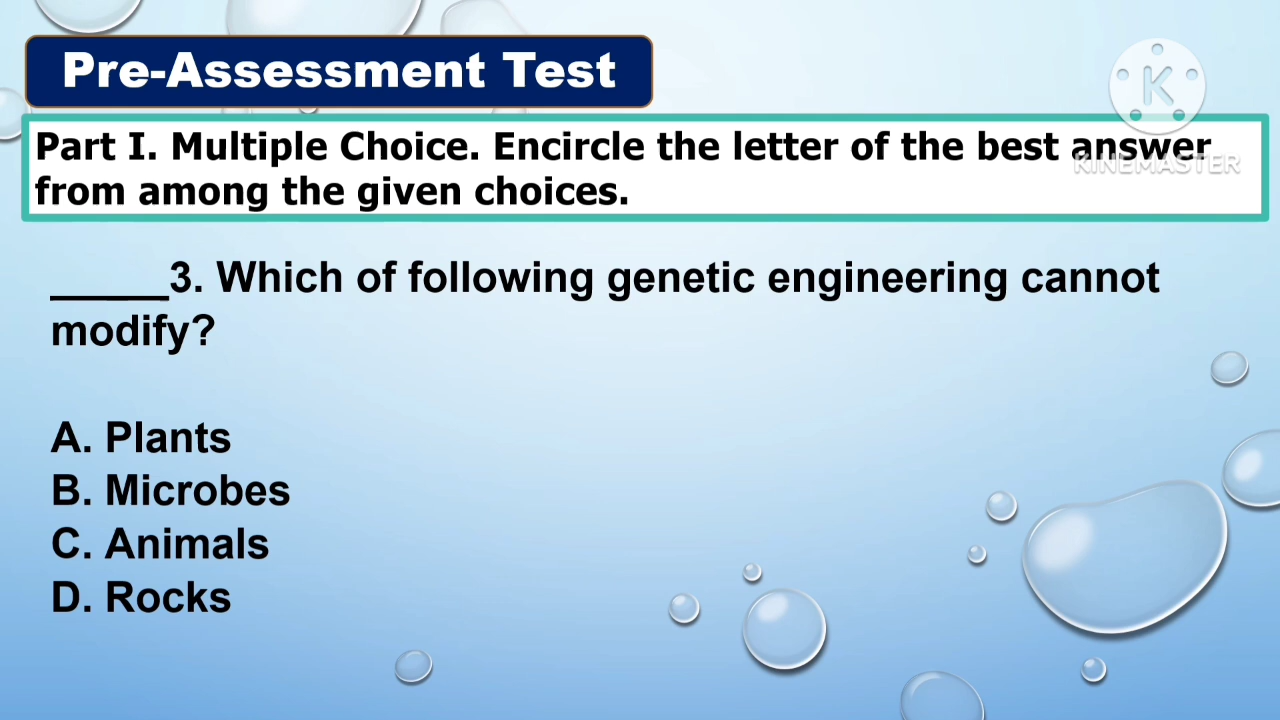 Pre-Assessment Test
K
KINEMASTER
Part I. Multiple Choice. Encircle the letter of the best answer
from among the given choices.
_____3. Which of following genetic engineering cannot
modify?
A. Plants
B. Microbes
C. Animals
D. Rocks